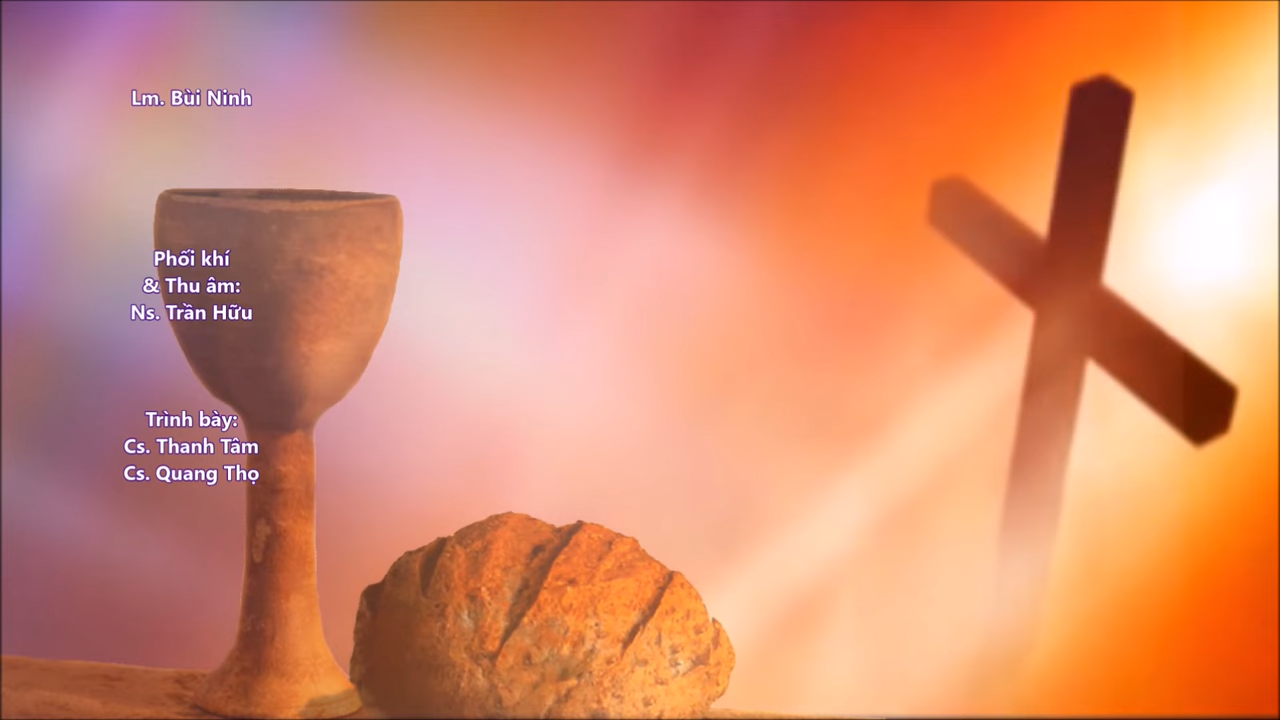 Lm. Bùi Ninh
Phối khí
& Thu âm:
Ns. Trần Hữu
Trình bày:
Cs. Thanh Tâm
Cs. Quang Thọ